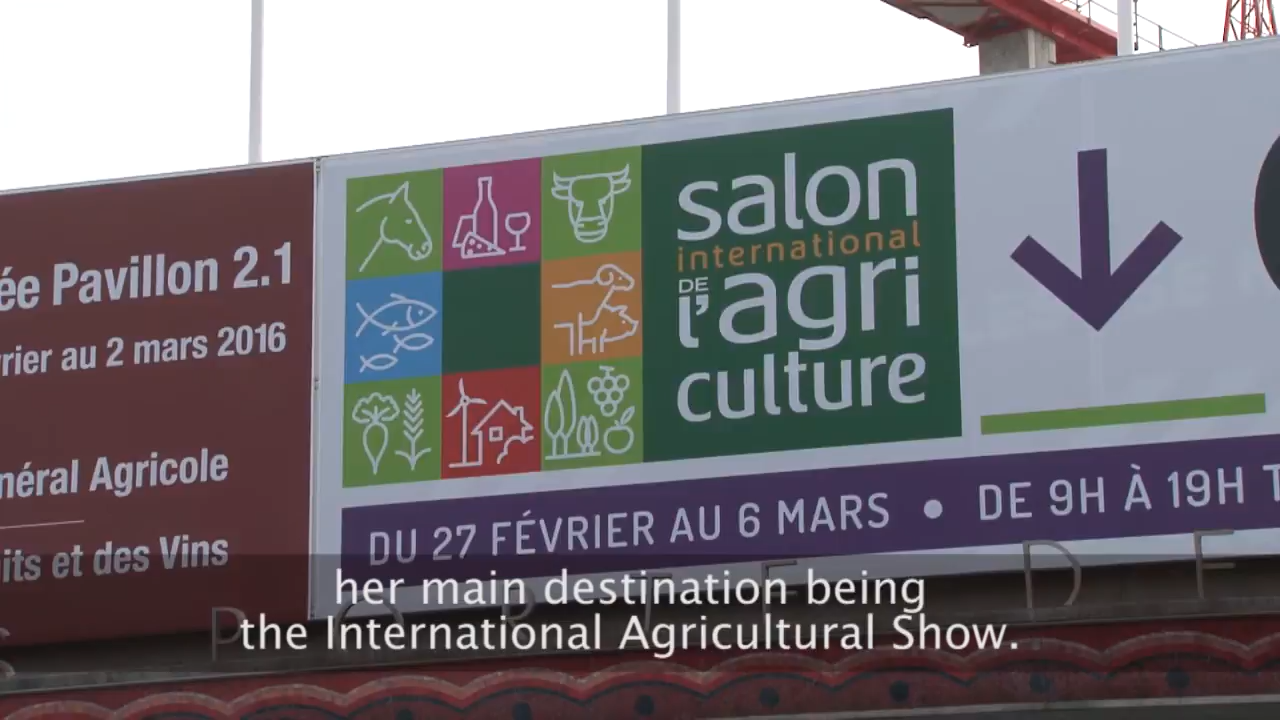 ée Pavillon 2.1
rier au 2 mars 2016
néral Agricole
its et des Vins
salon
international
DE
l'agri
culture
DU 27 FÉVRIER AU 6 MARS • DE 9H À 19H T
her main destination being
the International Agricultural Show.